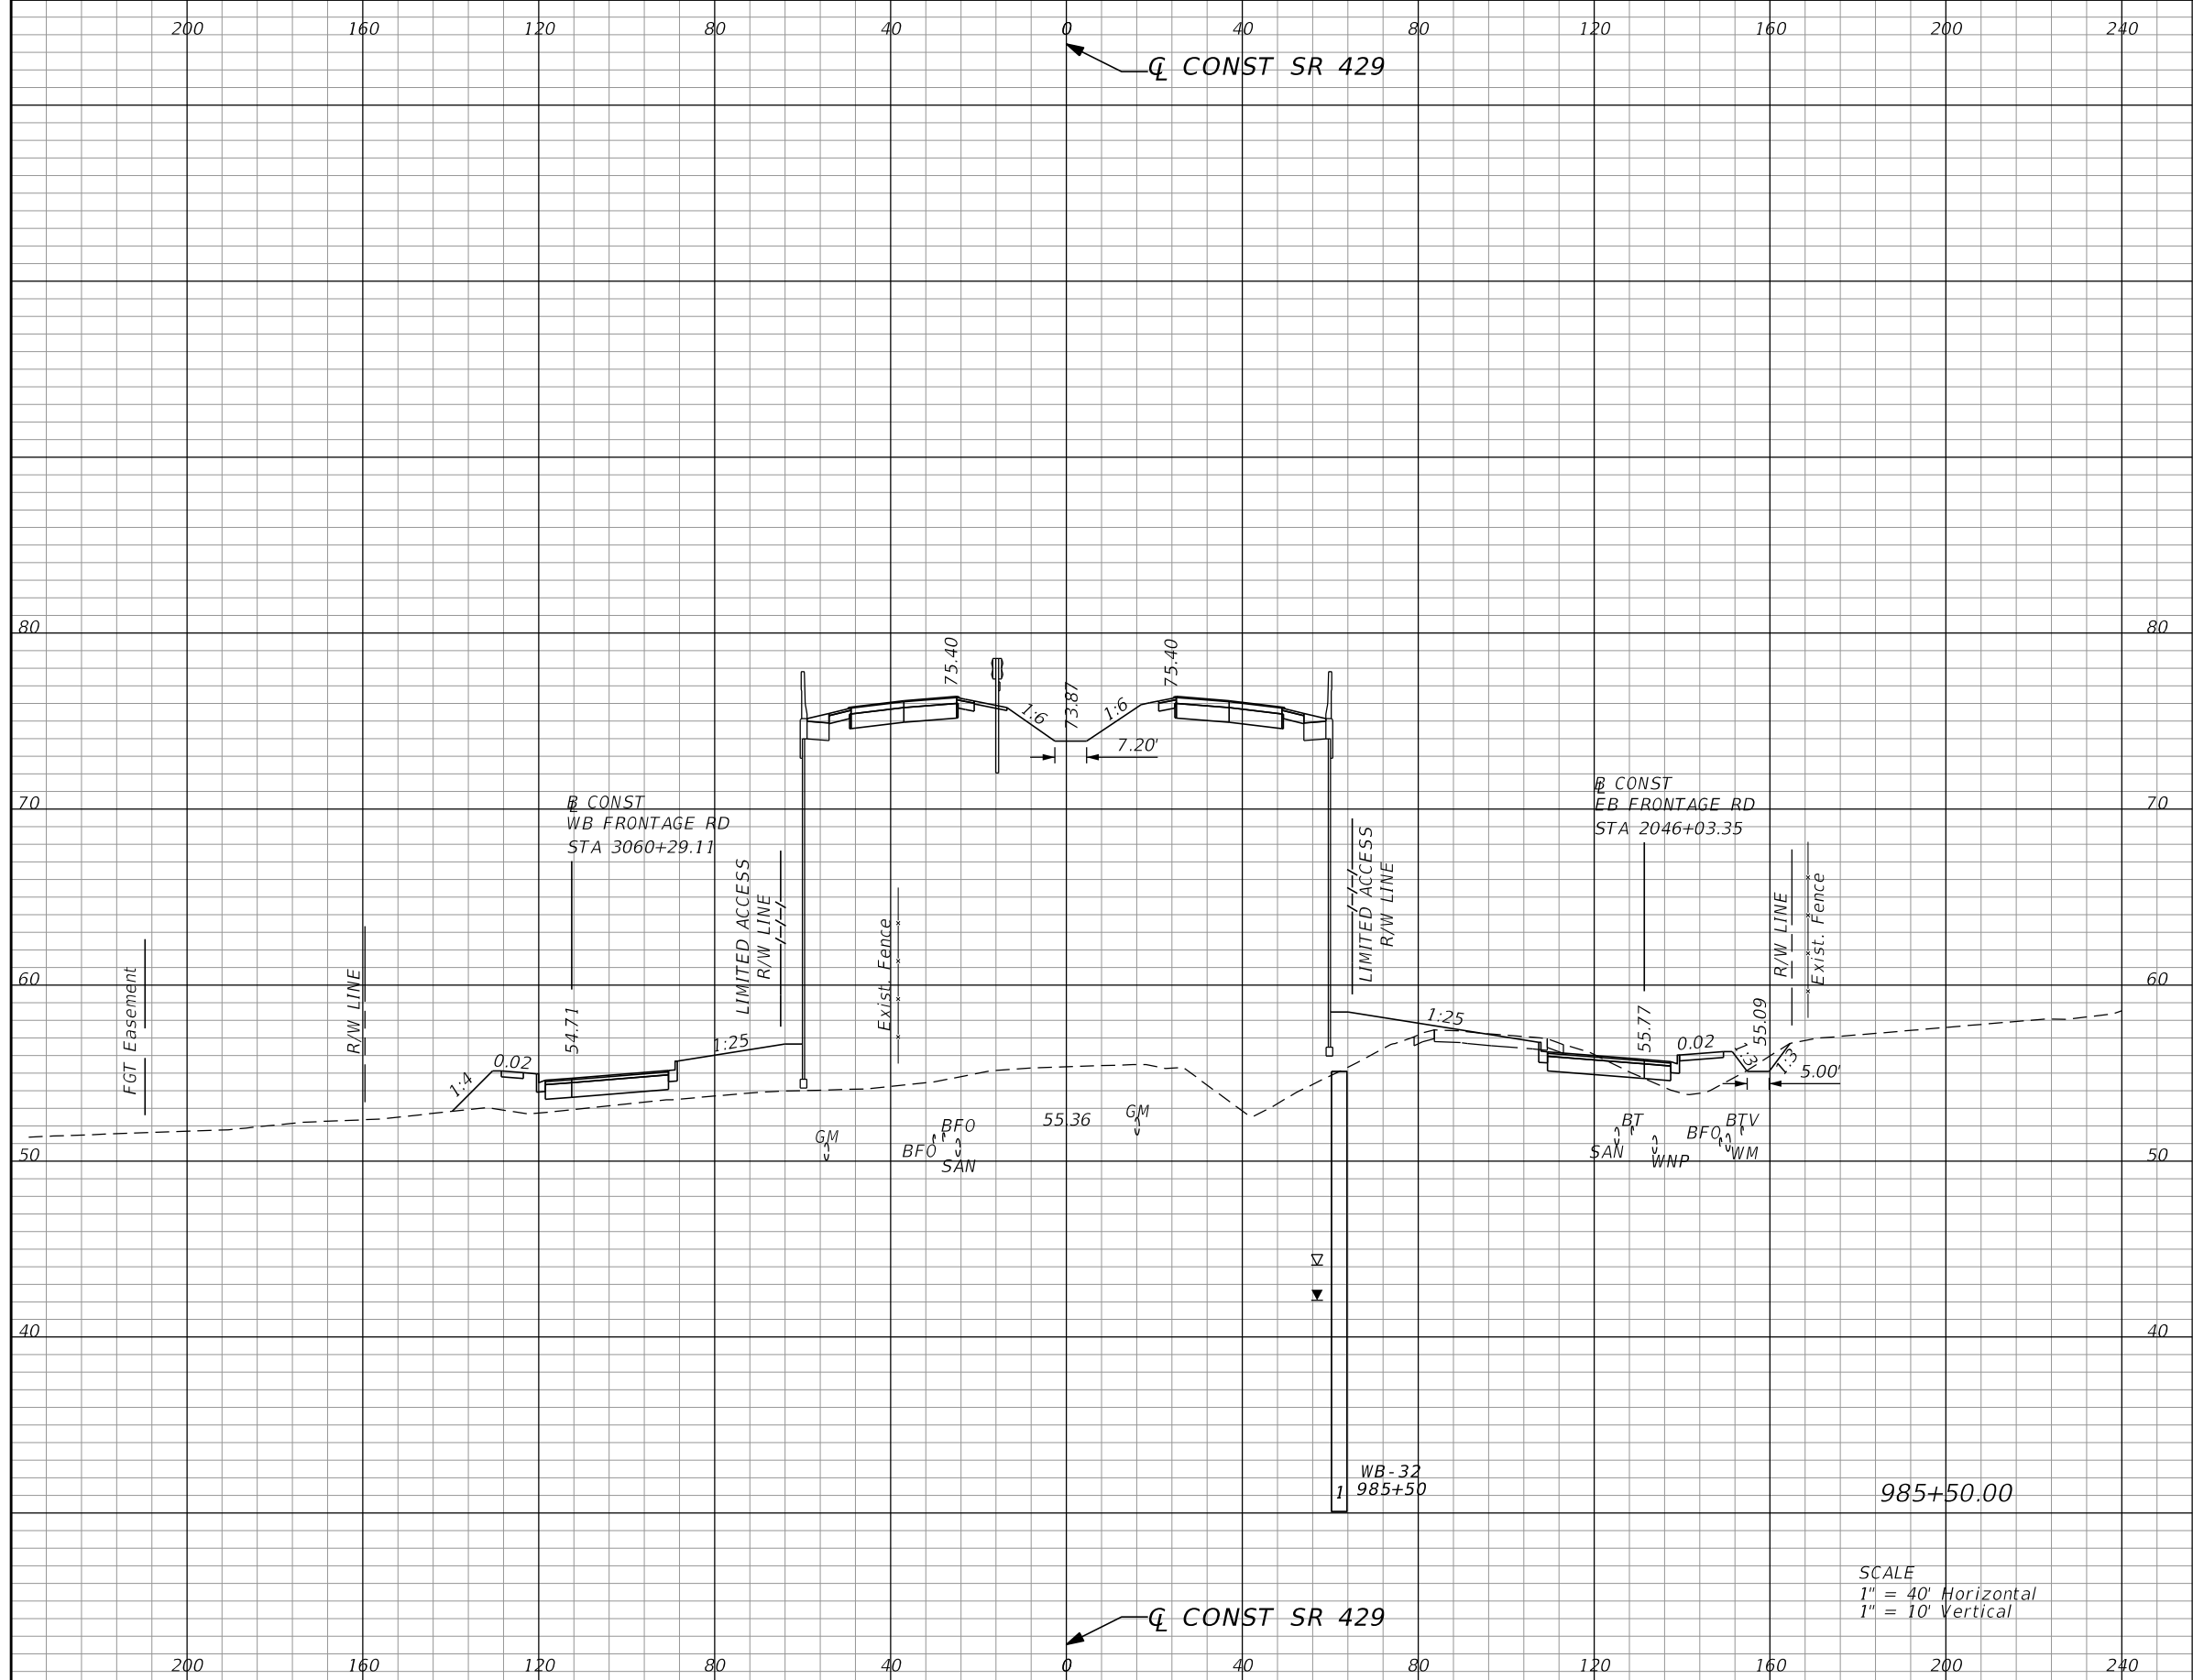 200 160 120 80 40 0 40 80 120 160 200 240
℄ CONST SR 429
80 80
75.40
75.40
73.87
1:6
1:6
7.20'
70 70
℄ CONST
WB FRONTAGE RD
STA 3060+29.11
℄ CONST
EB FRONTAGE RD
STA 2046+03.35
LIMITED ACCESS
R/W LINE
LIMITED ACCESS
R/W LINE
Exist. Fence
R/W LINE
Exist. Fence
FGT Easement
R/W LINE
60 60
54.71
55.77
55.09
1:4
0.02
1:25
1:25
0.02
1:3
1:3
5.00'
55.36
GM
BFO
BFO
SAN
GM
BT
SAN
WNP
BFO
BTV
WM
50 50
40 40
WB-32
985+50
1
985+50.00
SCALE
1" = 40' Horizontal
1" = 10' Vertical
℄ CONST SR 429
200 160 120 80 40 0 40 80 120 160 200 240